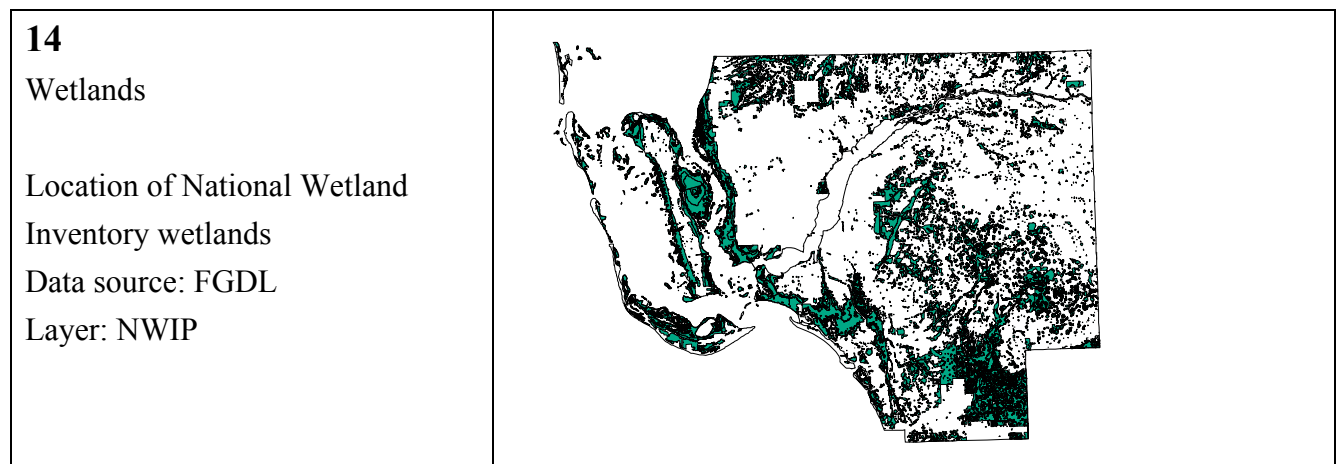 14
Wetlands
Location of National Wetland
Inventory wetlands
Data source: FGDL
Layer: NWIP